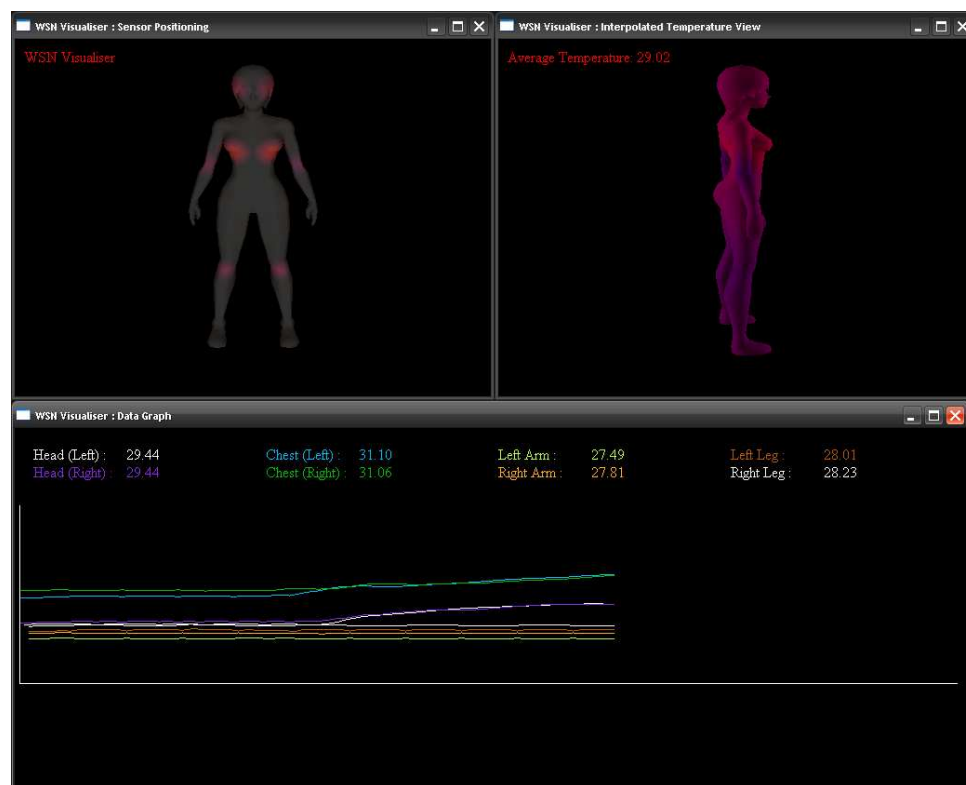 WSN Visualiser : Sensor Positioning
WSN Visualiser
WSN Visualiser : Interpolated Temperature View
Average Temperature: 29.02
WSN Visualiser : Data Graph
Head (Left) : 29.44 Chest (Left) : 31.10 Left Arm : 27.49 Left Leg : 28.01
Head (Right) : 29.44 Chest (Right) : 31.06 Right Arm : 27.81 Right Leg : 28.23